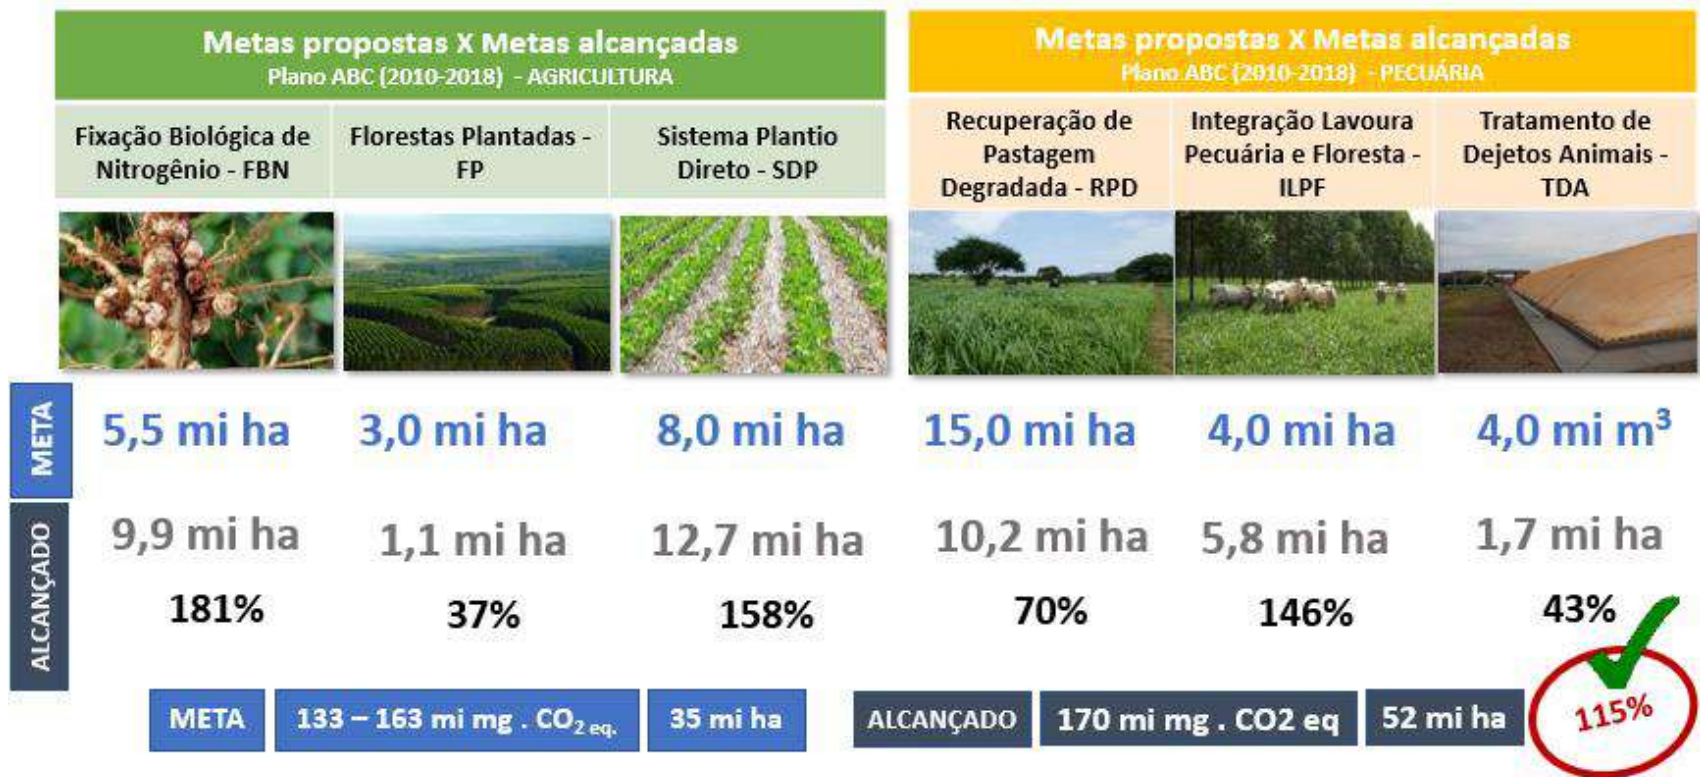 Metas propostas X Metas alcançadas
Plano ABC (2010-2018) - AGRICULTURA
Metas propostas X Metas alcançadas
Plano ABC (2010-2018) - PECUÁRIA
Fixação Biológica de
Nitrogênio - FBN
Florestas Plantadas -
FP
Sistema Plantio
Direto - SDP
Recuperação de
Pastagem
Degradada - RPD
Integração Lavoura
Pecuária e Floresta -
ILPF
Tratamento de
Dejetos Animais -
TDA
META
5,5 mi ha
3,0 mi ha
8,0 mi ha
15,0 mi ha
4,0 mi ha
4,0 mi m³
ALCANÇADO
9,9 mi ha
1,1 mi ha
12,7 mi ha
10,2 mi ha
5,8 mi ha
1,7 mi ha
181%
37%
158%
70%
146%
43%
META
133 – 163 mi mg . CO₂ eq.
35 mi ha
ALCANÇADO
170 mi mg . CO2 eq
52 mi ha
115%